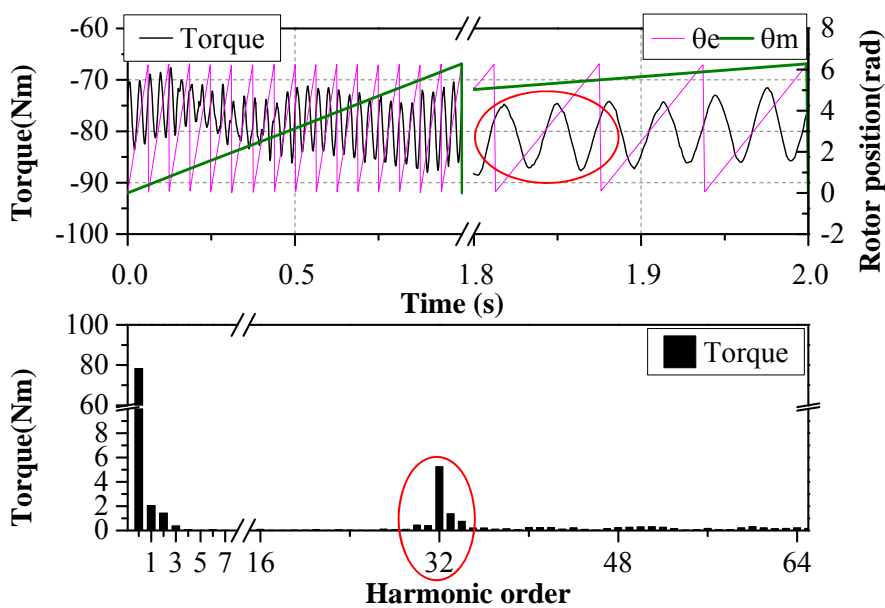 Torque
θe θm
Torque(Nm)
-60
-70
-80
-90
-100
8
6
4
2
0
-2
Rotor position(rad)
0.0 0.5 1.8 1.9 2.0
Time (s)
Torque
Torque(Nm)
100
80
60
8
6
4
2
0
1 3 5 7 16 32 48 64
Harmonic order